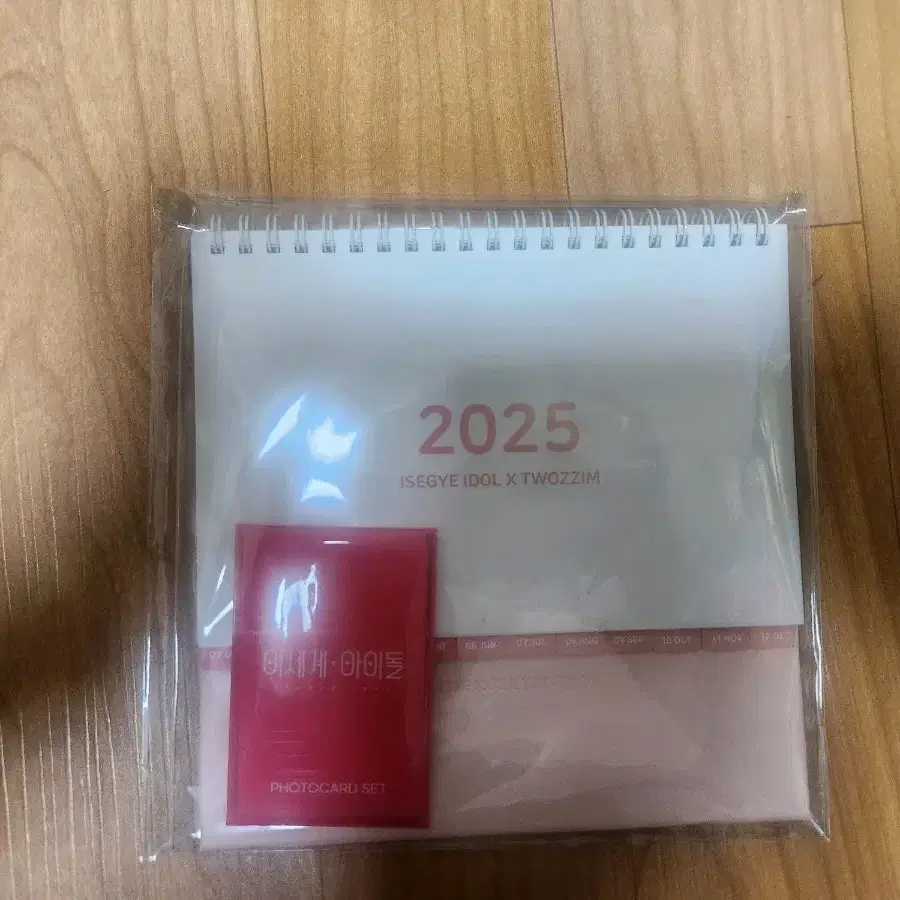 2025
ISEGYE IDOL X TWOZZIM
06 JUN 07 JUL 08 AUG 09 SEP 10 OCT 11 NOV 12 DEC
이세계·아이돌
PHOTOCARD SET